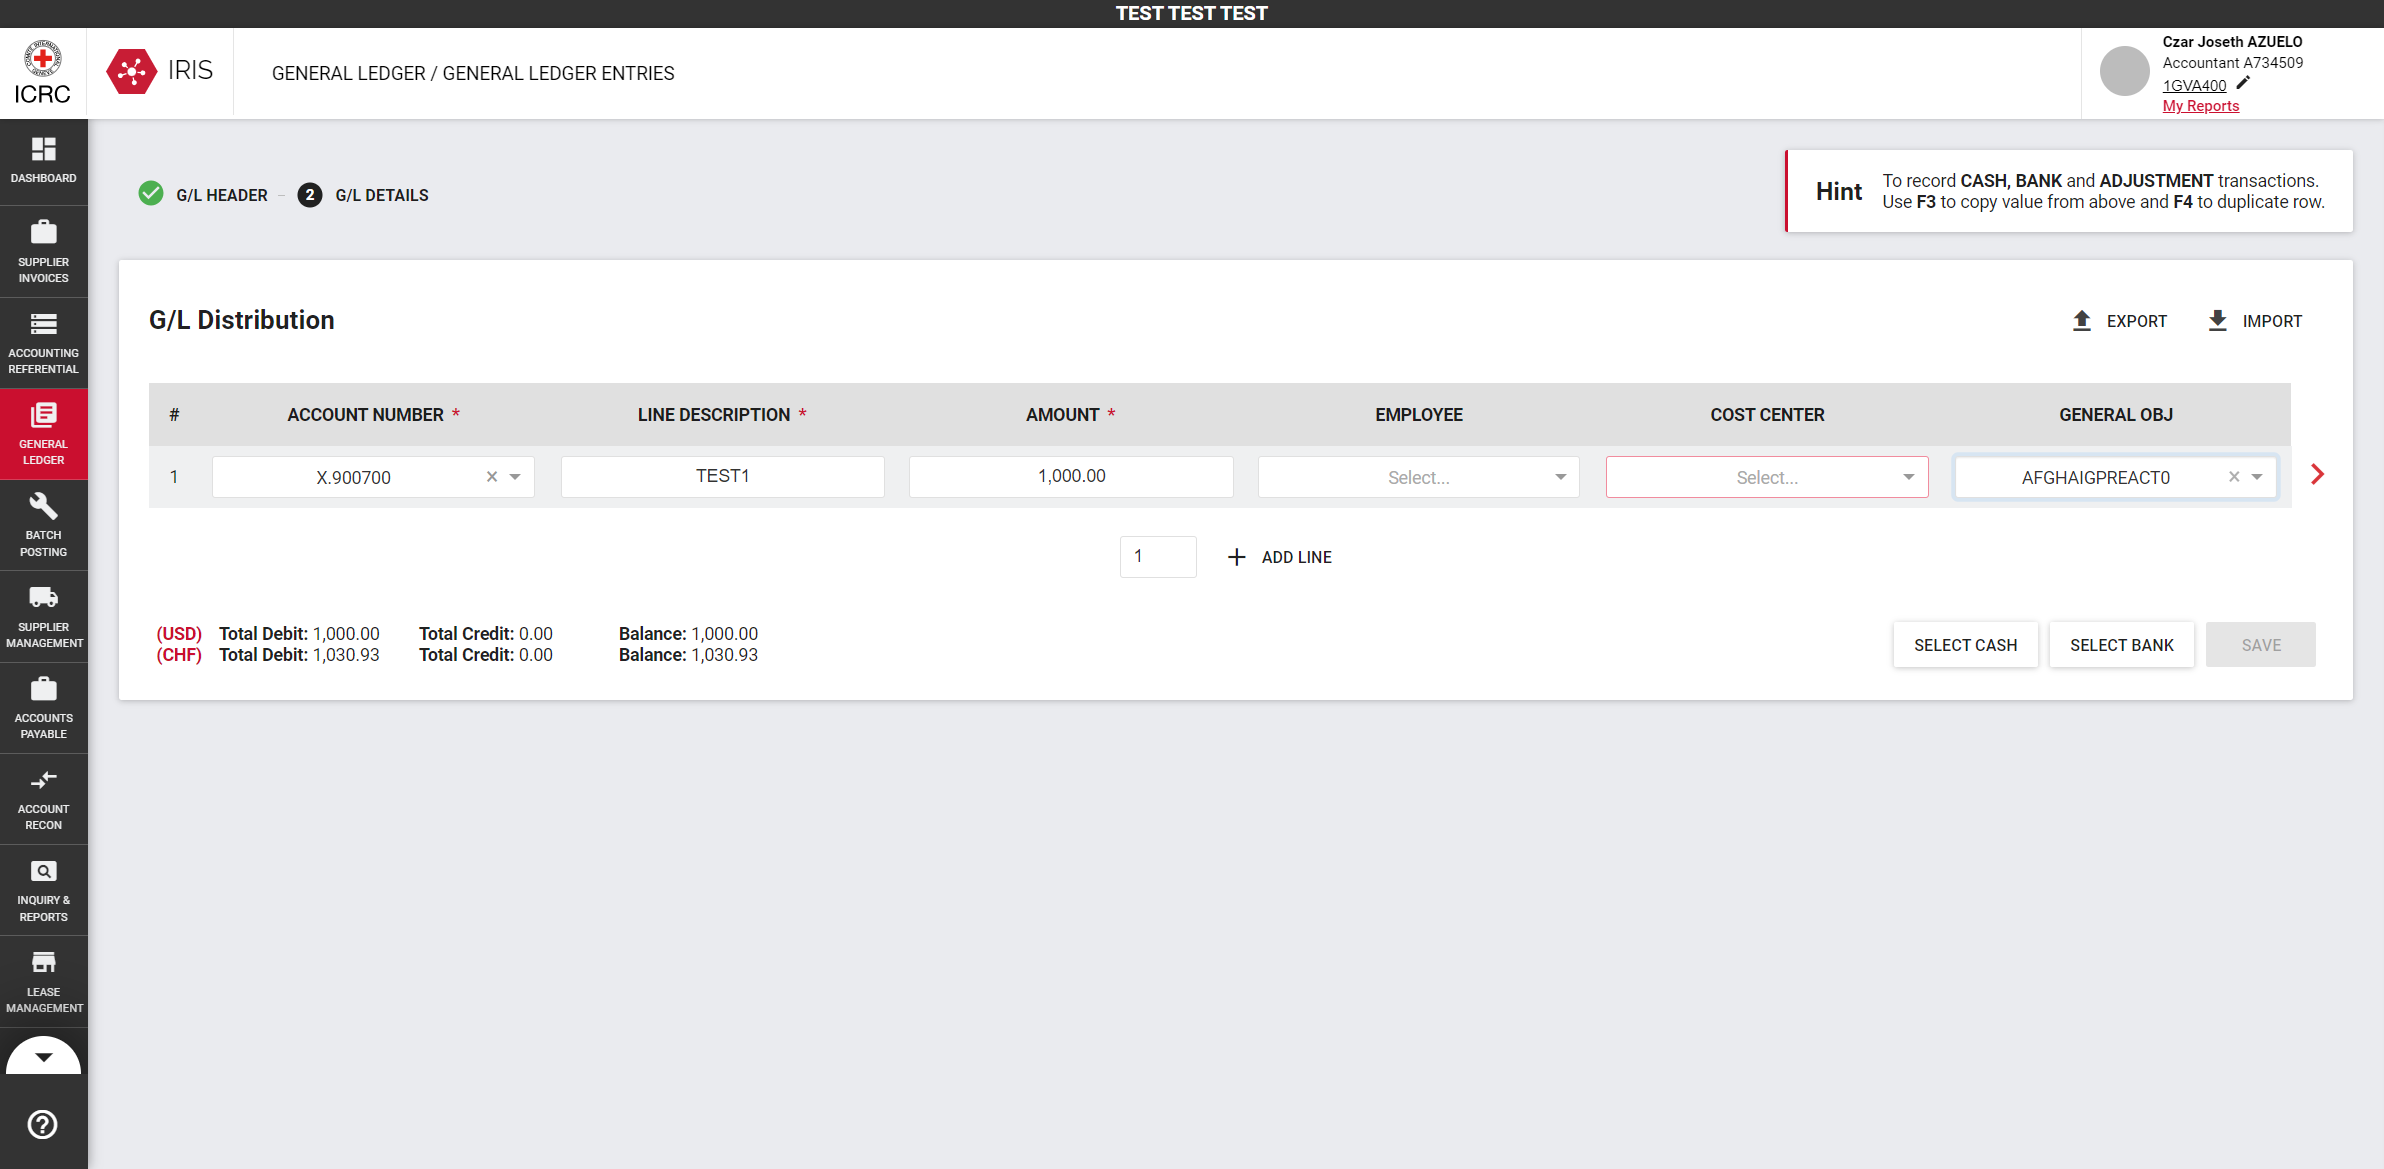 TEST TEST TEST
ICRC
IRIS
GENERAL LEDGER / GENERAL LEDGER ENTRIES
Czar Joseth AZUELO
Accountant A734509
1GVA400
My Reports
DASHBOARD
SUPPLIER
INVOICES
ACCOUNTING
REFERENTIAL
GENERAL
LEDGER
BATCH
POSTING
SUPPLIER
MANAGEMENT
ACCOUNTS
PAYABLE
ACCOUNT
RECON
INQUIRY &
REPORTS
LEASE
MANAGEMENT
G/L HEADER – 2 G/L DETAILS
Hint
To record CASH, BANK and ADJUSTMENT transactions.
Use F3 to copy value from above and F4 to duplicate row.
G/L Distribution
EXPORT IMPORT
# ACCOUNT NUMBER * LINE DESCRIPTION * AMOUNT * EMPLOYEE COST CENTER GENERAL OBJ
1 X.900700 TEST1 1,000.00 Select... Select... AFGHAIGPREACT0
1 ADD LINE
(USD) Total Debit: 1,000.00 Total Credit: 0.00 Balance: 1,000.00
(CHF) Total Debit: 1,030.93 Total Credit: 0.00 Balance: 1,030.93
SELECT CASH SELECT BANK SAVE